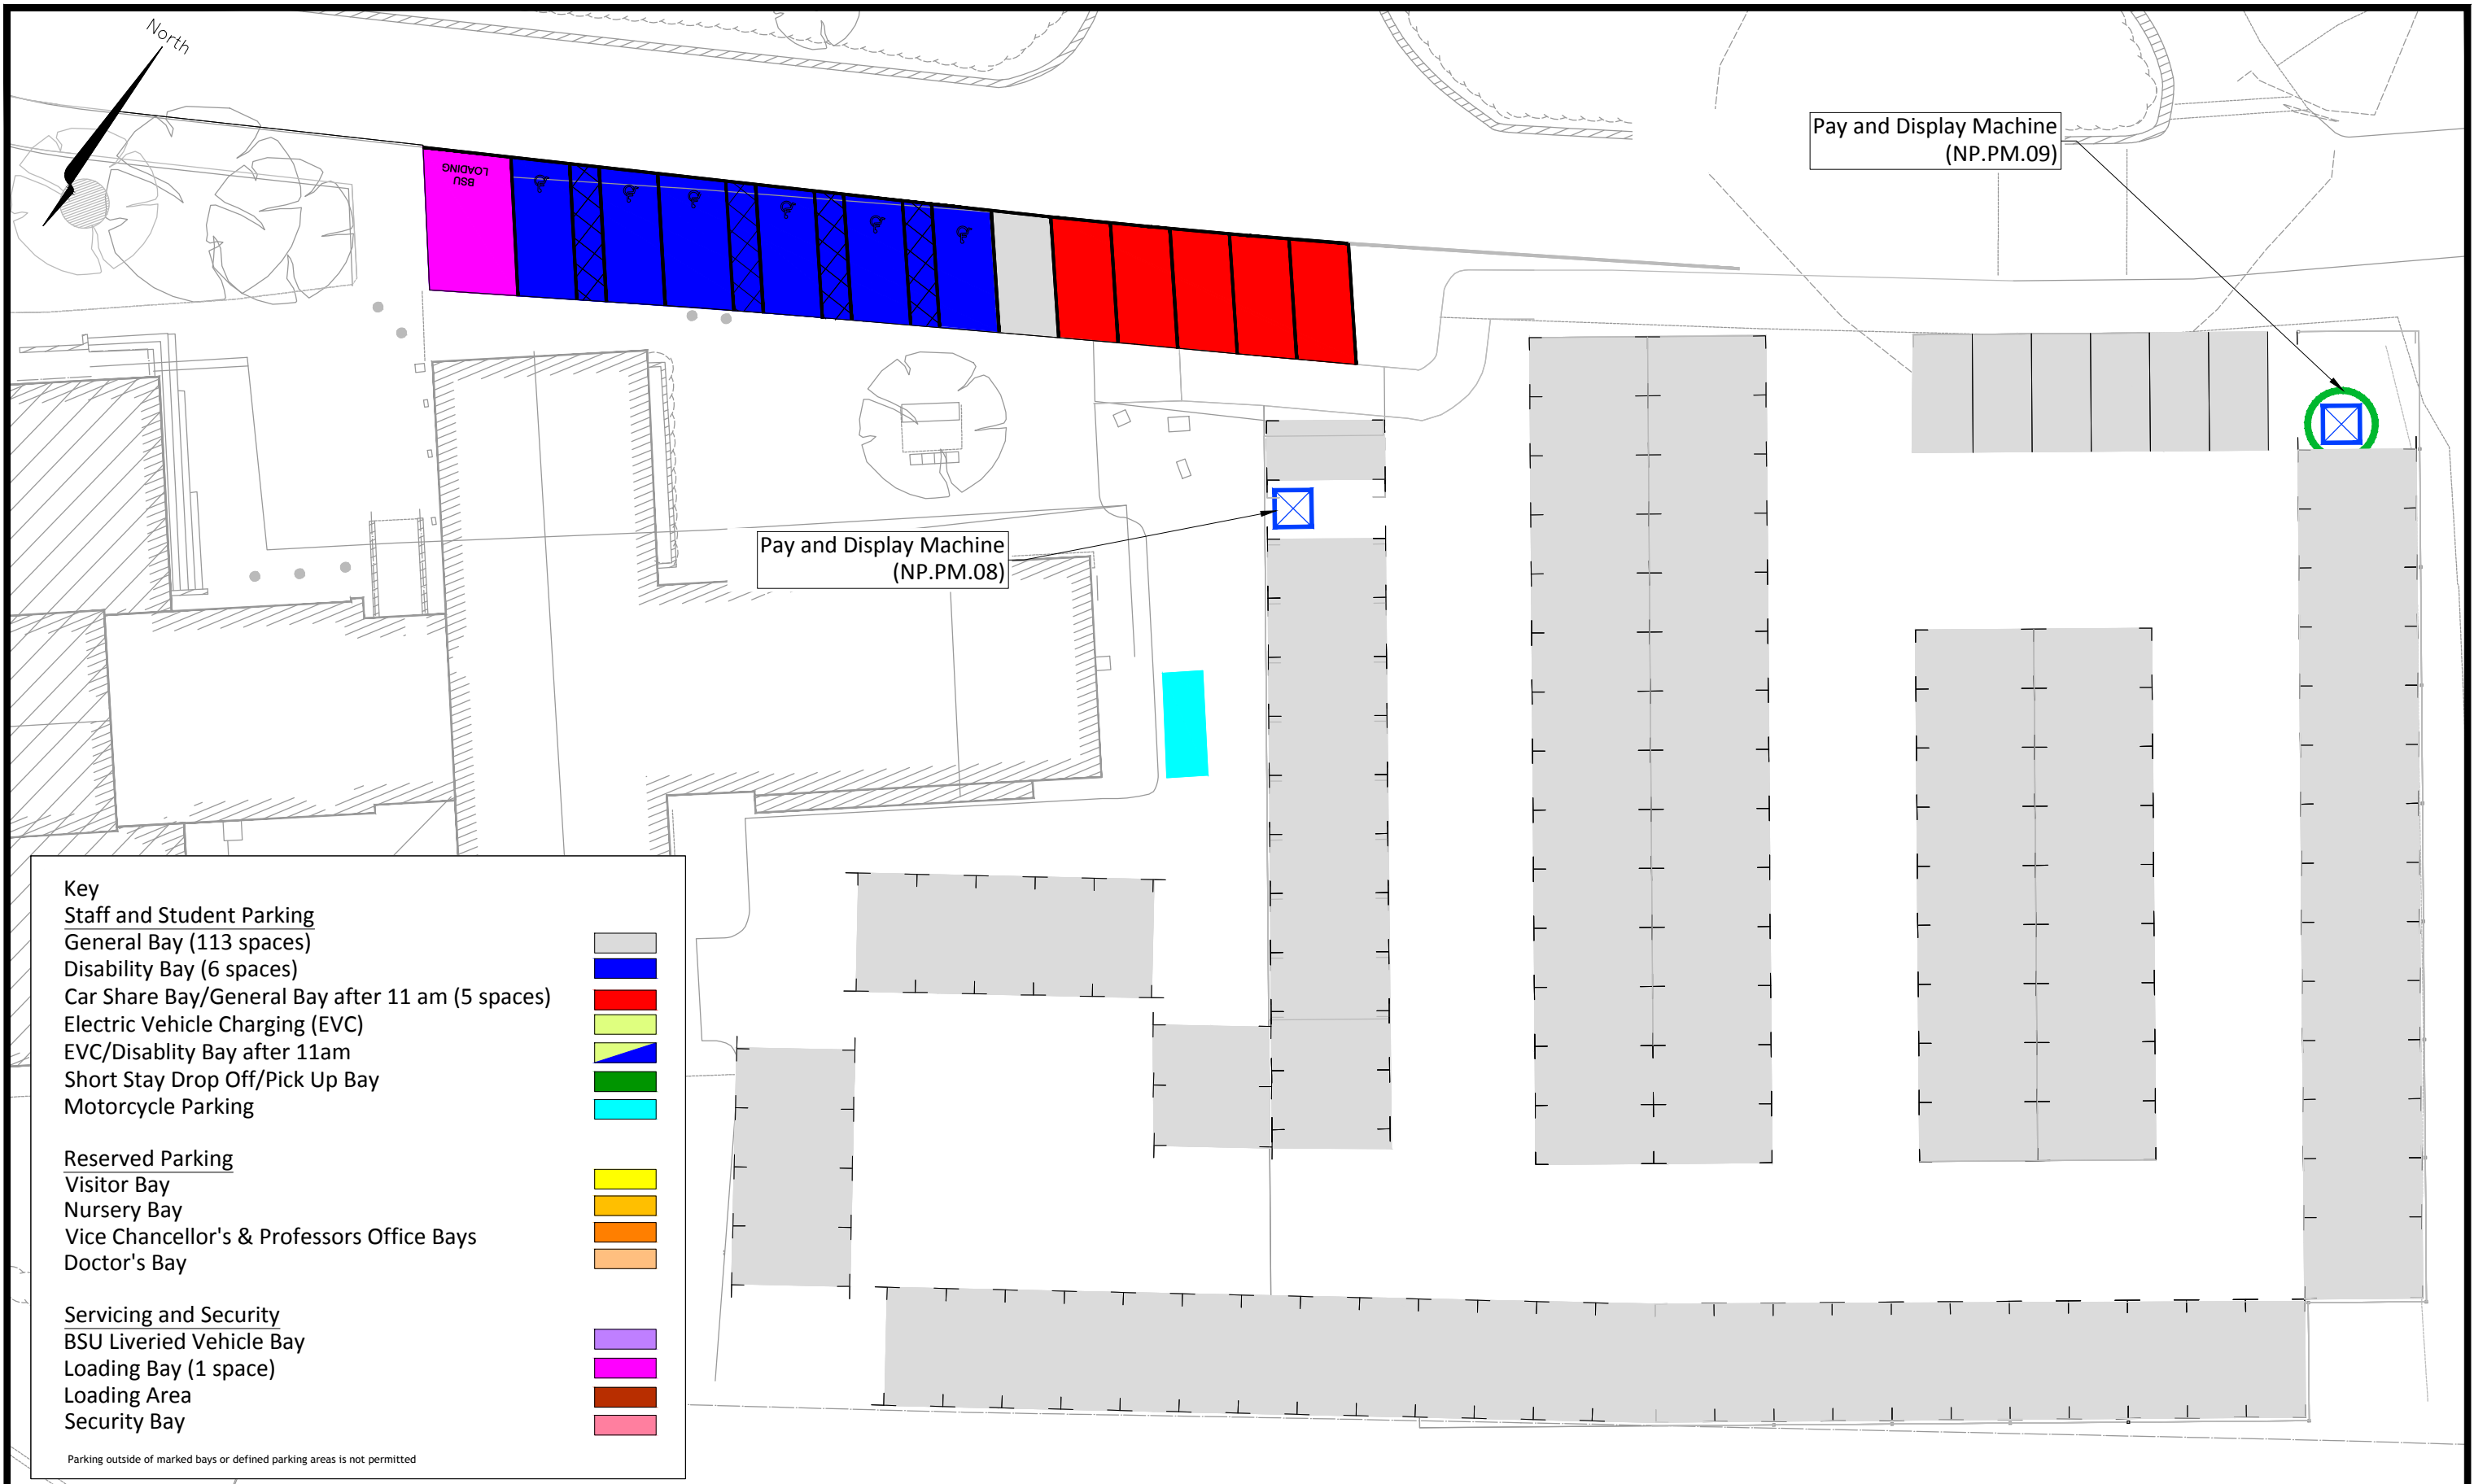 North
BSU
LOADING
Pay and Display Machine
(NP.PM.09)
Pay and Display Machine
(NP.PM.08)
Key
Staff and Student Parking
General Bay (113 spaces)
Disability Bay (6 spaces)
Car Share Bay/General Bay after 11 am (5 spaces)
Electric Vehicle Charging (EVC)
EVC/Disablity Bay after 11am
Short Stay Drop Off/Pick Up Bay
Motorcycle Parking
Reserved Parking
Visitor Bay
Nursery Bay
Vice Chancellor's & Professors Office Bays
Doctor's Bay
Servicing and Security
BSU Liveried Vehicle Bay
Loading Bay (1 space)
Loading Area
Security Bay
Parking outside of marked bays or defined parking areas is not permitted